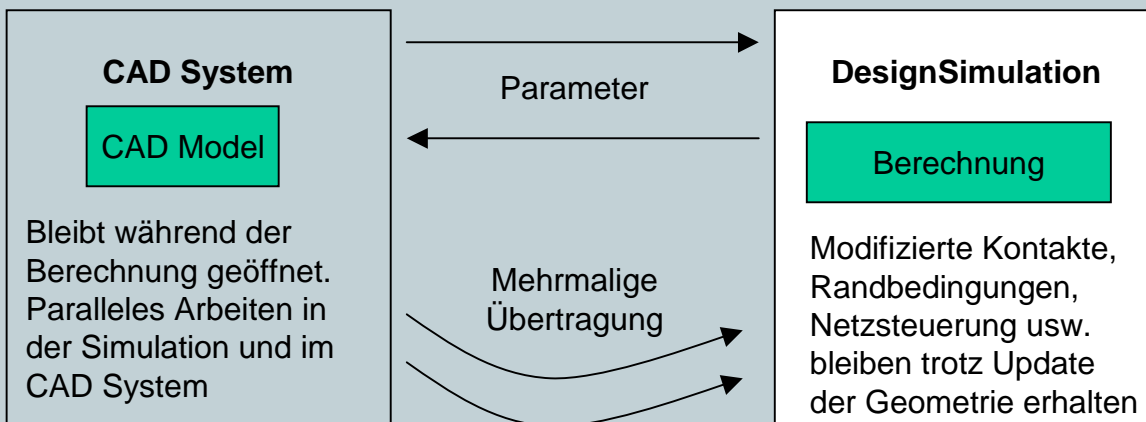 CAD System
CAD Model
Bleibt während der
Berechnung geöffnet.
Paralleles Arbeiten in
der Simulation und im
CAD System
Parameter
Mehrmalige
Übertragung
DesignSimulation
Berechnung
Modifizierte Kontakte,
Randbedingungen,
Netzsteuerung usw.
bleiben trotz Update
der Geometrie erhalten